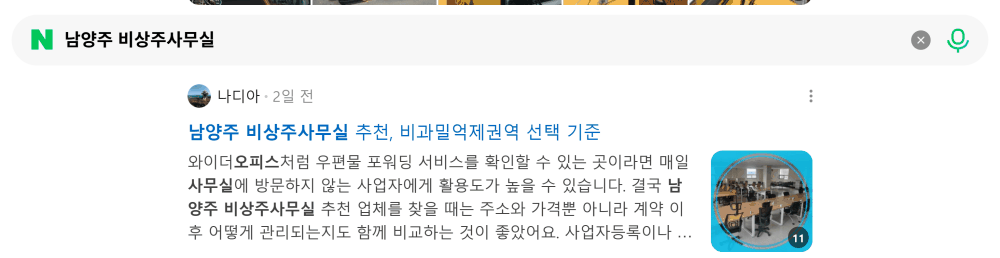 남양주 비상주사무실
나디아 · 2일 전
남양주 비상주사무실 추천, 비과밀억제권역 선택 기준
와이더오피스처럼 우편물 포워딩 서비스를 확인할 수 있는 곳이라면 매일
사무실에 방문하지 않는 사업자에게 활용도가 높을 수 있습니다. 결국 남
양주 비상주사무실 추천 업체를 찾을 때는 주소와 가격뿐 아니라 계약 이
후 어떻게 관리되는지도 함께 비교하는 것이 좋았어요. 사업자등록이나 ...
11